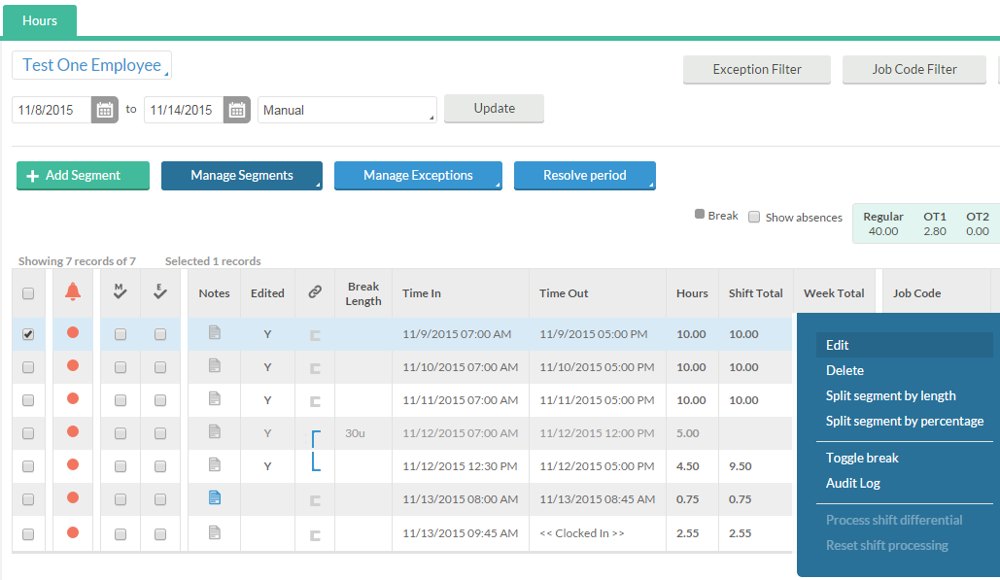 Hours
Test One Employee
Exception Filter Job Code Filter
11/8/2015 to 11/14/2015 Manual Update
Add Segment Manage Segments Manage Exceptions Resolve period
Break Show absences Regular OT1 OT2
40.00 2.80 0.00
Showing 7 records of 7 Selected 1 records
M E Notes Edited Break Length Time In Time Out Hours Shift Total Week Total Job Code
Y 11/9/2015 07:00 AM 11/9/2015 05:00 PM 10.00 10.00
Y 11/10/2015 07:00 AM 11/10/2015 05:00 PM 10.00 10.00
Y 11/11/2015 07:00 AM 11/11/2015 05:00 PM 10.00 10.00
Y 30u 11/12/2015 07:00 AM 11/12/2015 12:00 PM 5.00
Y 11/12/2015 12:30 PM 11/12/2015 05:00 PM 4.50 9.50
11/13/2015 08:00 AM 11/13/2015 08:45 AM 0.75 0.75
11/13/2015 09:45 AM << Clocked In >> 2.55 2.55
Edit
Delete
Split segment by length
Split segment by percentage
Toggle break
Audit Log
Process shift differential
Reset shift processing